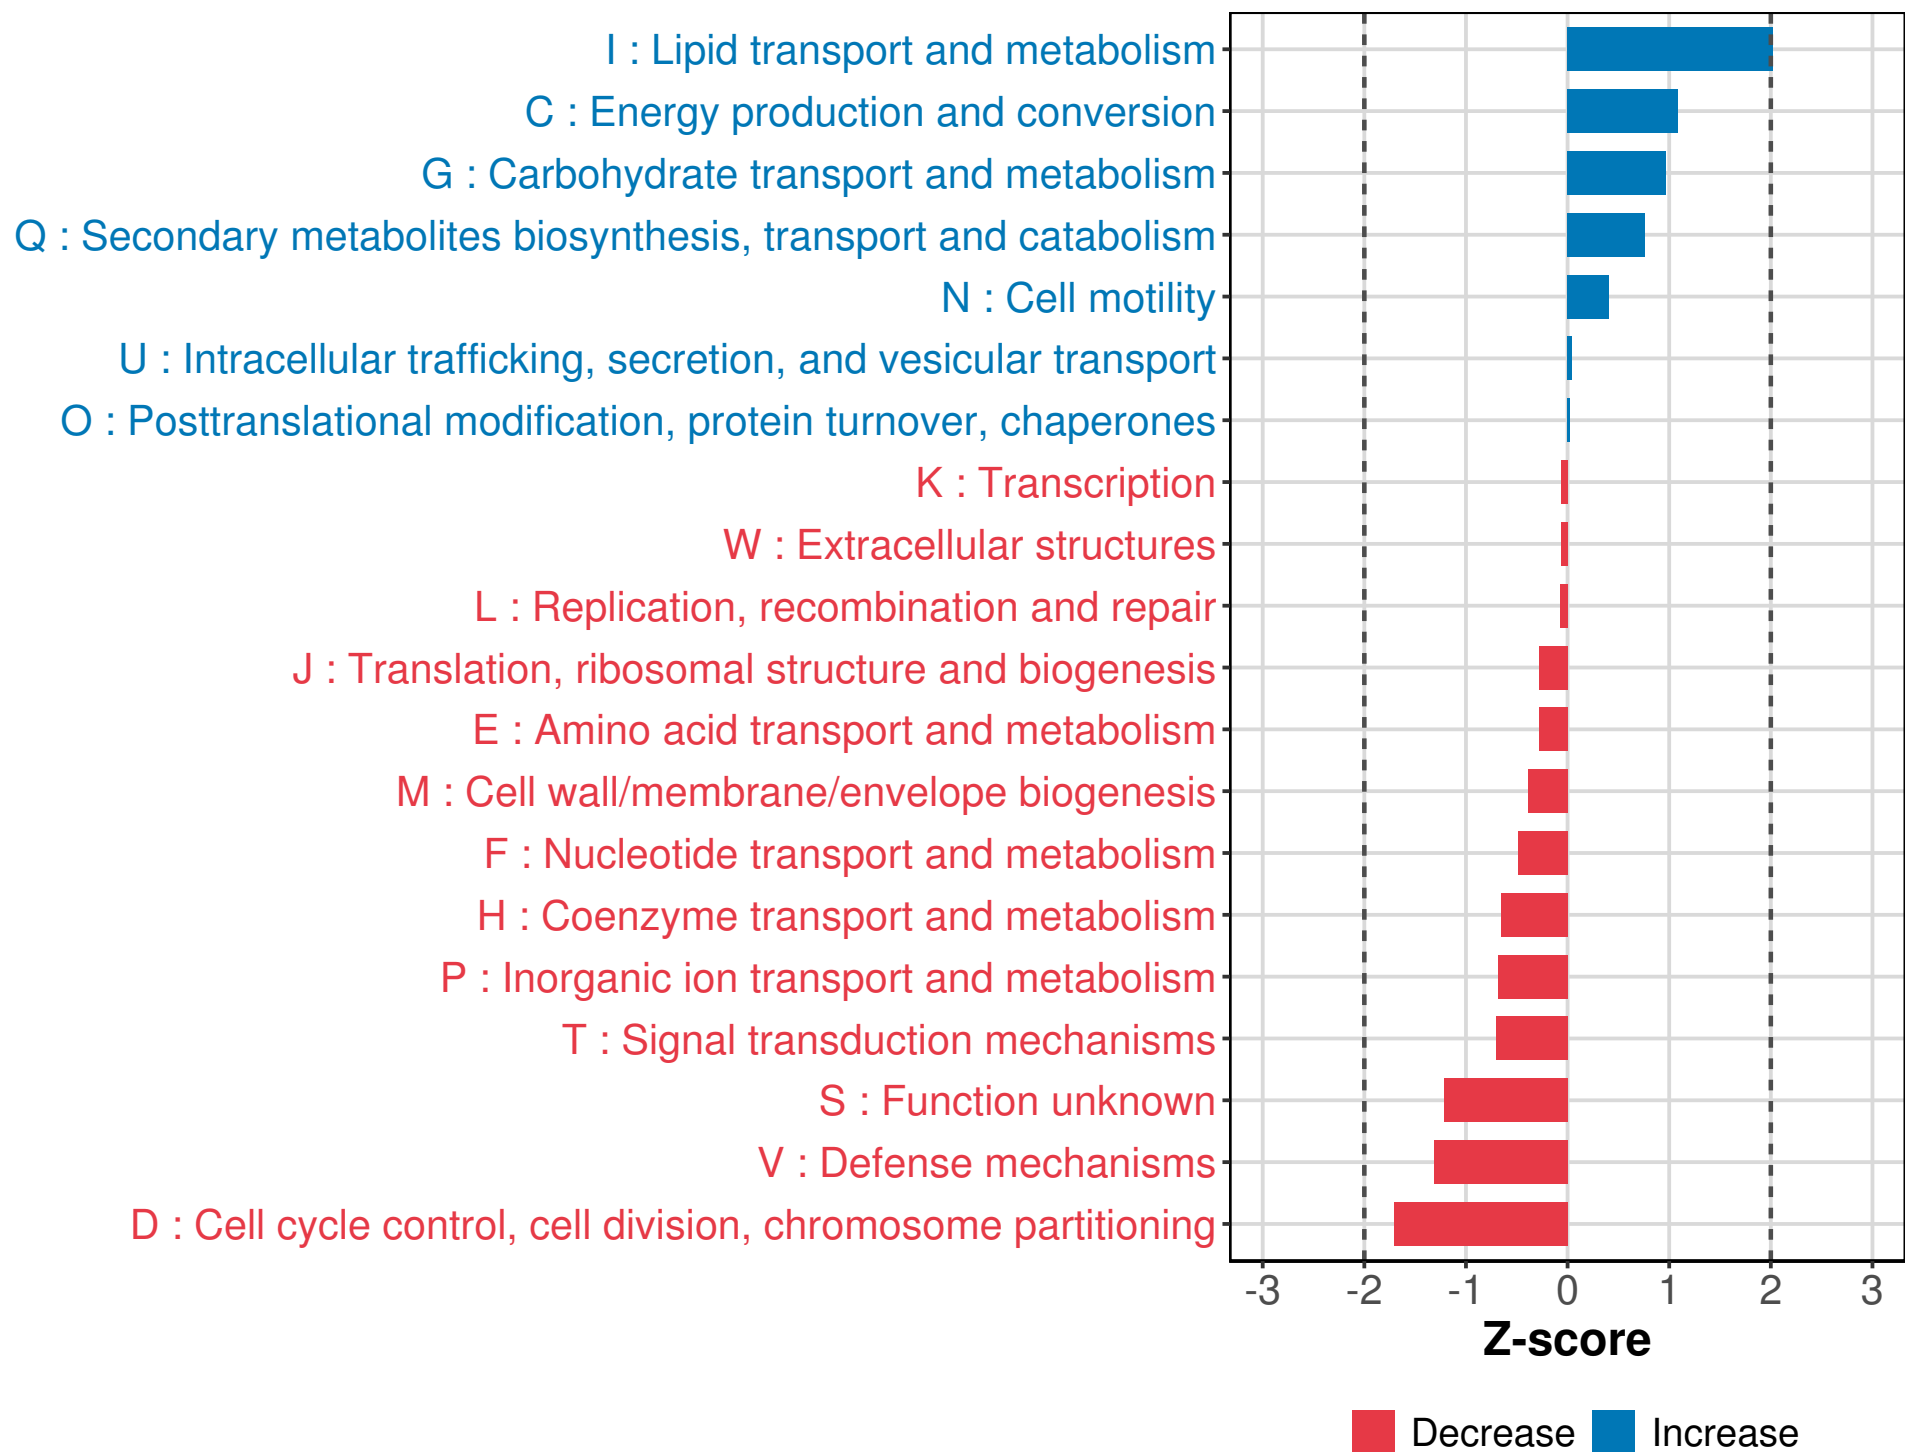 I : Lipid transport and metabolism
C : Energy production and conversion
G : Carbohydrate transport and metabolism
Q : Secondary metabolites biosynthesis, transport and catabolism
N : Cell motility
U : Intracellular trafficking, secretion, and vesicular transport
O : Posttranslational modification, protein turnover, chaperones
K : Transcription
W : Extracellular structures
L : Replication, recombination and repair
J : Translation, ribosomal structure and biogenesis
E : Amino acid transport and metabolism
M : Cell wall/membrane/envelope biogenesis
F : Nucleotide transport and metabolism
H : Coenzyme transport and metabolism
P : Inorganic ion transport and metabolism
T : Signal transduction mechanisms
S : Function unknown
V : Defense mechanisms
D : Cell cycle control, cell division, chromosome partitioning
-3 -2 -1 0 1 2 3
Z-score
Decrease Increase